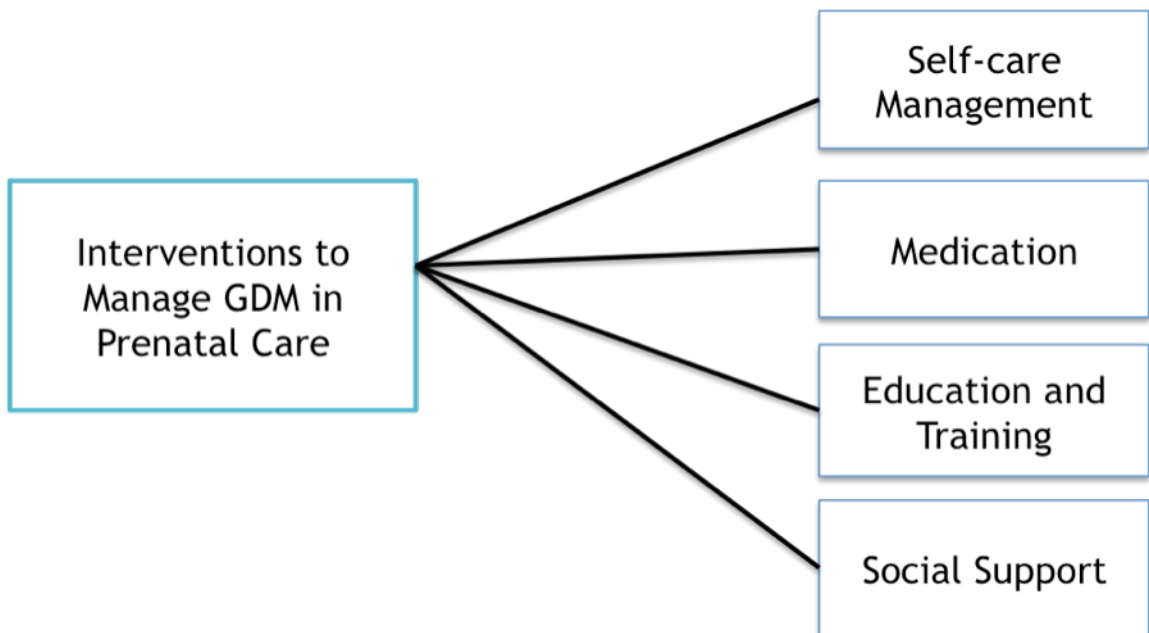 Interventions to
Manage GDM in
Prenatal Care
Self-care
Management
Medication
Education and
Training
Social Support